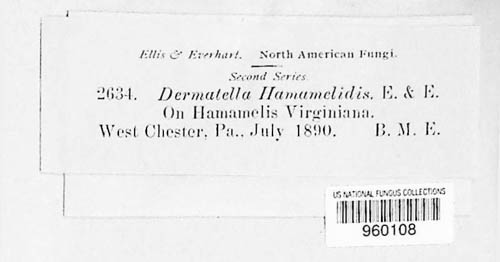 Ellis & Everhart. North American Fungi.
Second Series.
2634. Dermatella Hamamelidis, E. & E.
On Hamamelis Virginiana.
West Chester, Pa., July 1890. B. M. E.
US NATIONAL FUNGUS COLLECTIONS
960108